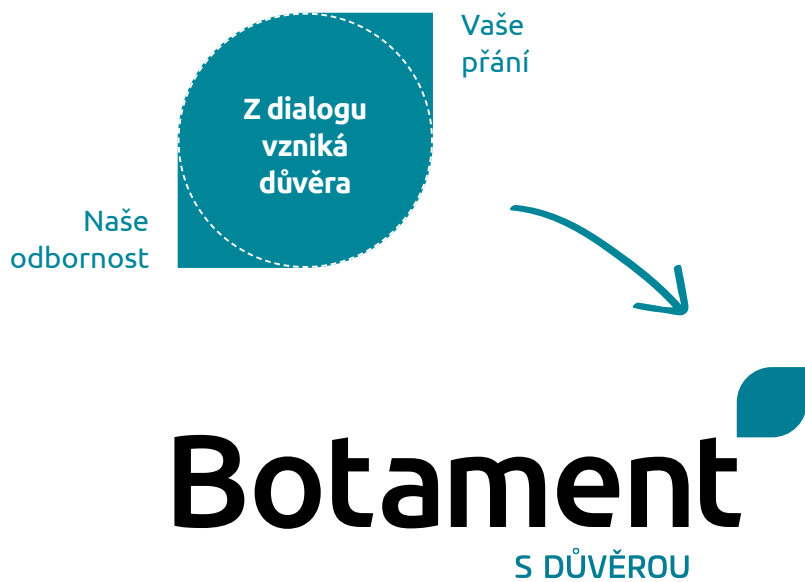 Vaše
přání
Z dialogu
vzniká
důvěra
Naše
odbornost
Botament
S DŮVĚROU